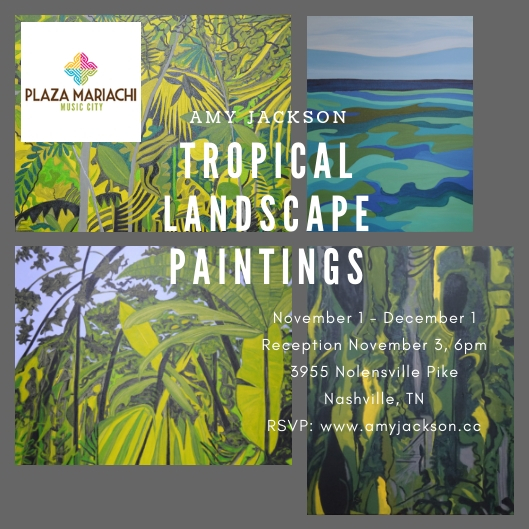 PLAZA MARIACHI
MUSIC CITY
AMY JACKSON
TROPICAL
LANDSCAPE
PAINTINGS
November 1 - December 1
Reception November 3, 6pm
3955 Nolensville Pike
Nashville, TN
RSVP: www.amyjackson.cc